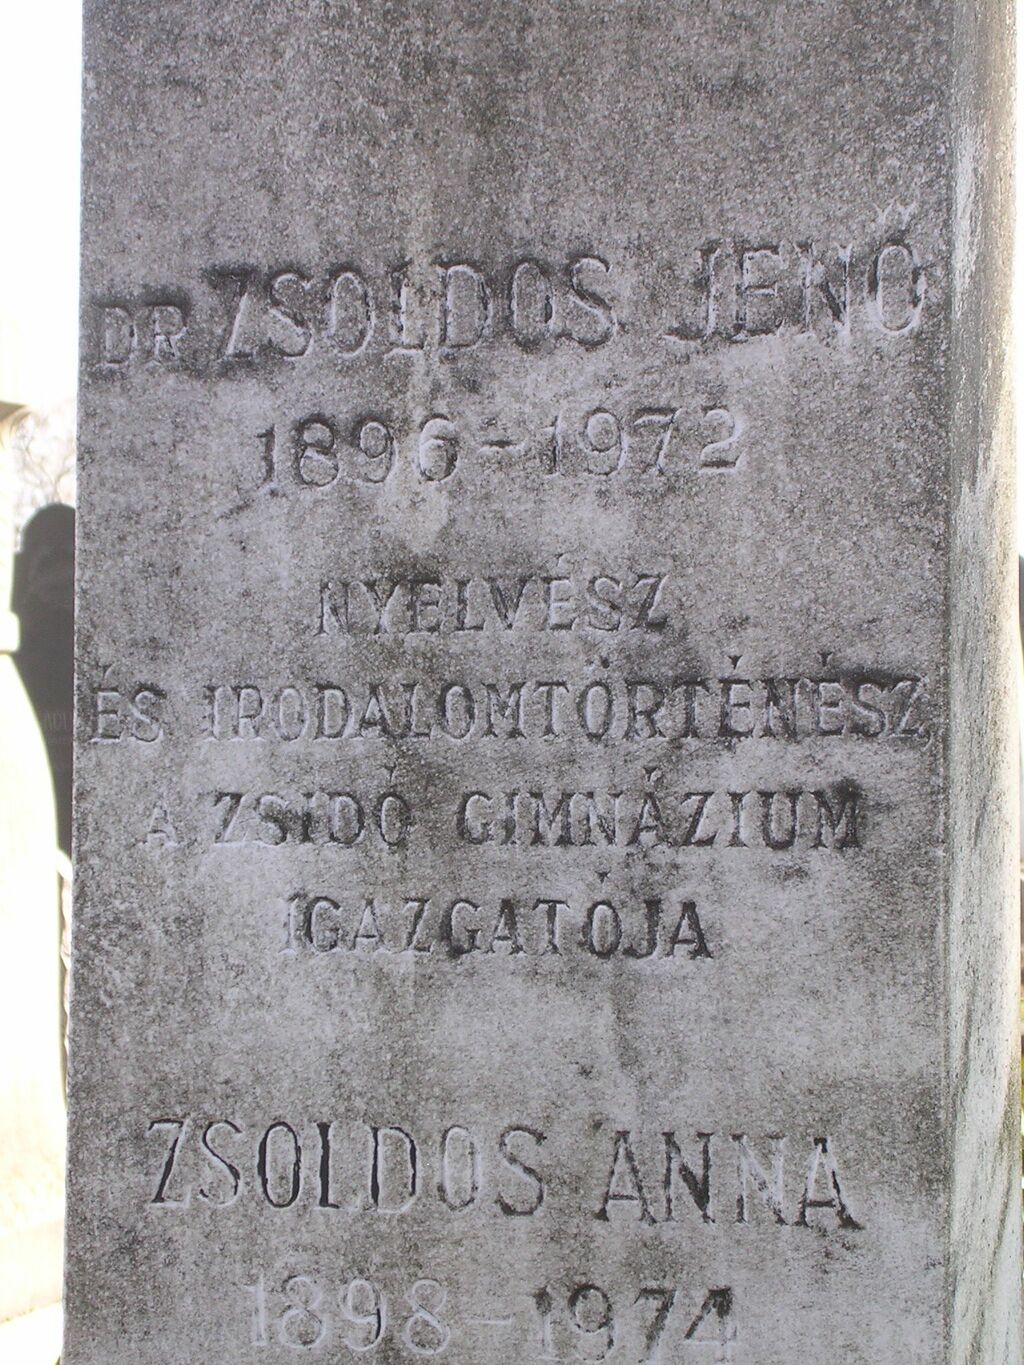 DR ZSOLDOS JENŐ
1896-1972
NYELVÉSZ
ÉS IRODALOMTÖRTÉNÉSZ
A ZSIDÓ GIMNÁZIUM
IGAZGATÓJA
ZSOLDOS ANNA
1898-1974